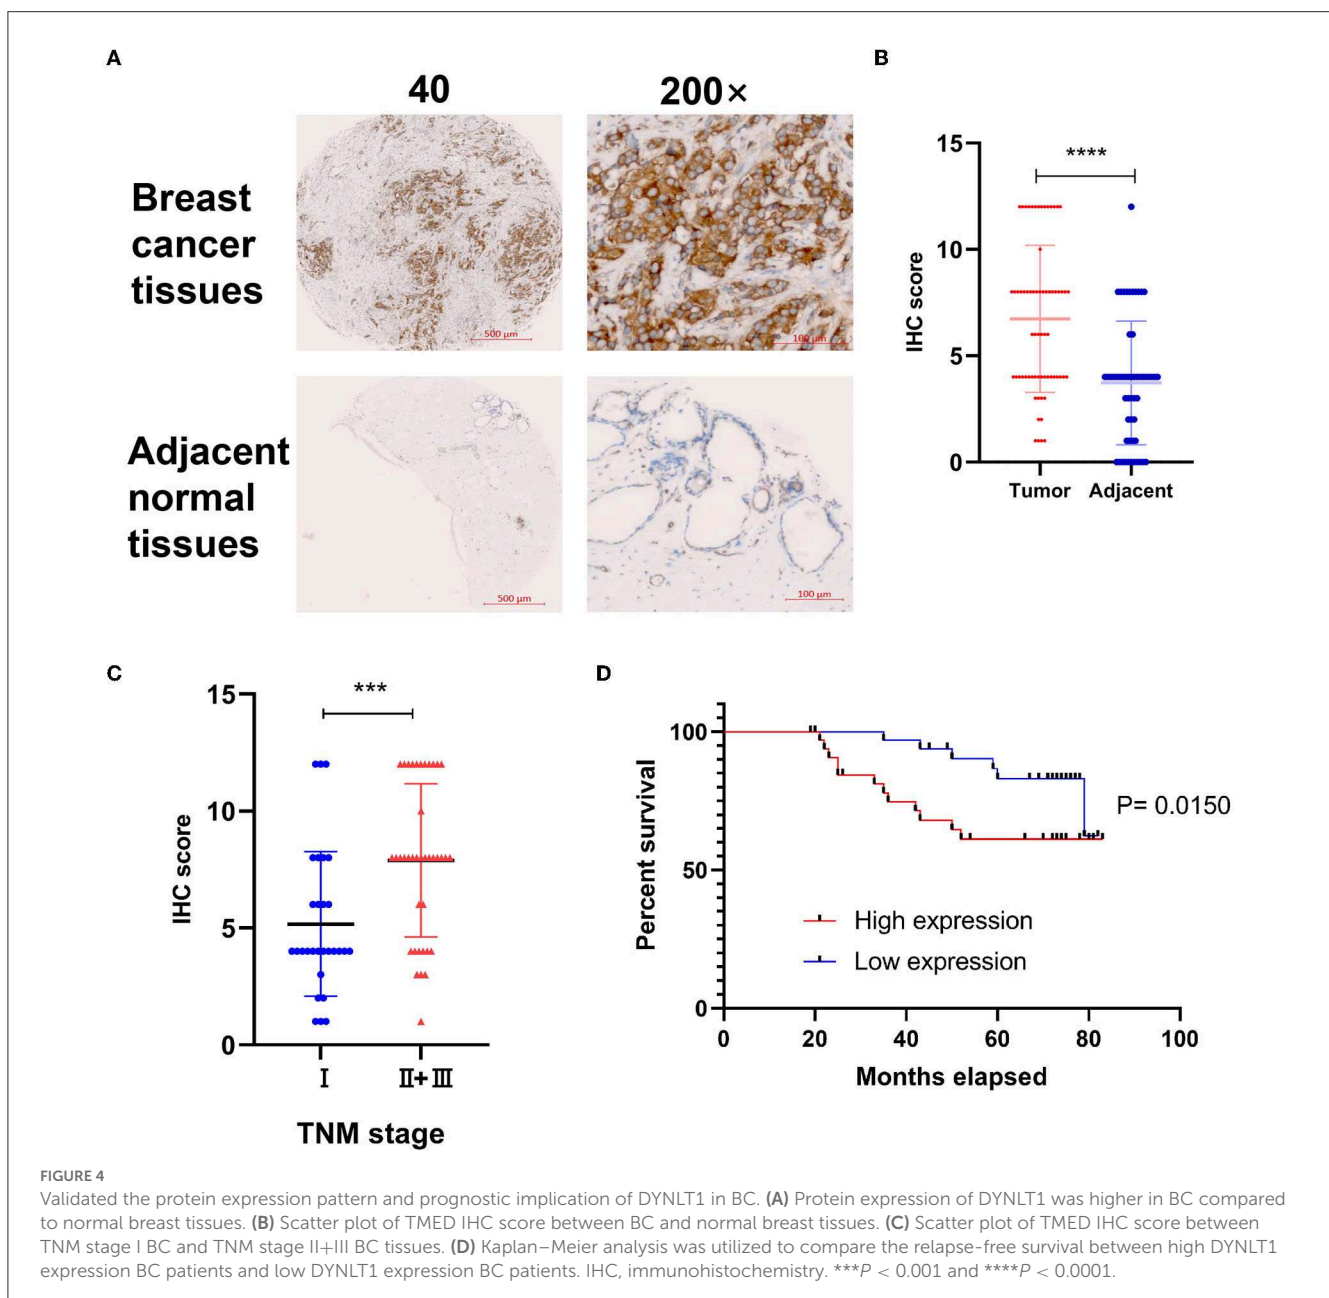 A
40
200×
Breast
cancer
tissues
500 µm
100 µm
Adjacent
normal
tissues
500 µm
100 µm
B
15
10
5
0
IHC score
****
Tumor Adjacent
C
15
10
5
0
IHC score
***
I II+III
TNM stage
D
100
50
0
Percent survival
P= 0.0150
High expression
Low expression
0 20 40 60 80 100
Months elapsed
FIGURE 4
Validated the protein expression pattern and prognostic implication of DYNLT1 in BC. (A) Protein expression of DYNLT1 was higher in BC compared
to normal breast tissues. (B) Scatter plot of TMED IHC score between BC and normal breast tissues. (C) Scatter plot of TMED IHC score between
TNM stage I BC and TNM stage II+III BC tissues. (D) Kaplan–Meier analysis was utilized to compare the relapse-free survival between high DYNLT1
expression BC patients and low DYNLT1 expression BC patients. IHC, immunohistochemistry. ***P < 0.001 and ****P < 0.0001.